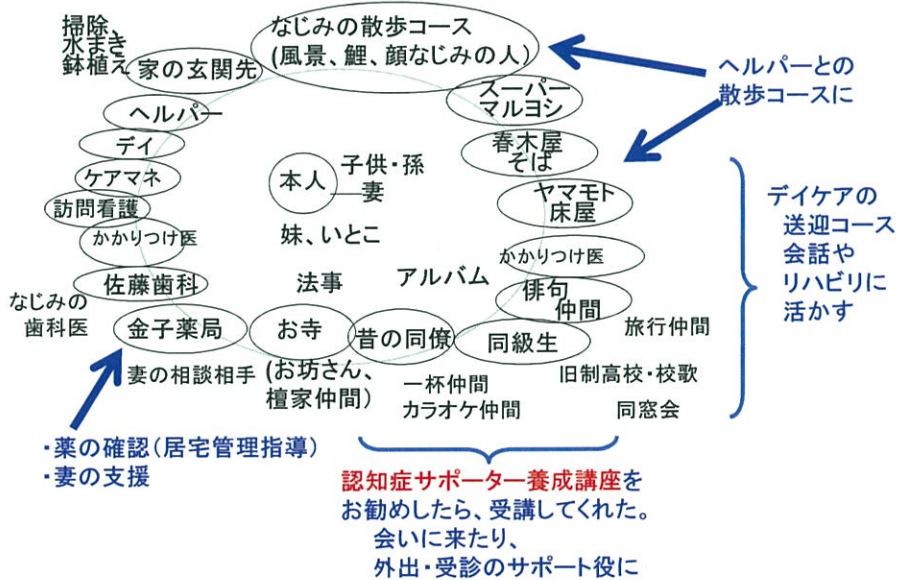 掃除、
水まき
鉢植え
家の玄関先
なじみの散歩コース
(風景、鯉、顔なじみの人)
ヘルパーとの
散歩コースに
スーパー
マルヨシ
ヘルパー
デイ
ケアマネ
訪問看護
かかりつけ医
佐藤歯科
なじみの
歯科医
金子薬局
妻の相談相手
本人
子供・孫
妻
妹、いとこ
法事
アルバム
春木屋
そば
ヤマモト
床屋
かかりつけ医
俳句
仲間
旅行仲間
お寺
(お坊さん、
檀家仲間)
昔の同僚
一杯仲間
カラオケ仲間
同級生
旧制高校・校歌
同窓会
デイケアの
送迎コース
会話や
リハビリに
活かす
・薬の確認(居宅管理指導)
・妻の支援
認知症サポーター養成講座を
お勧めしたら、受講してくれた。
会いに来たり、
外出・受診のサポート役に